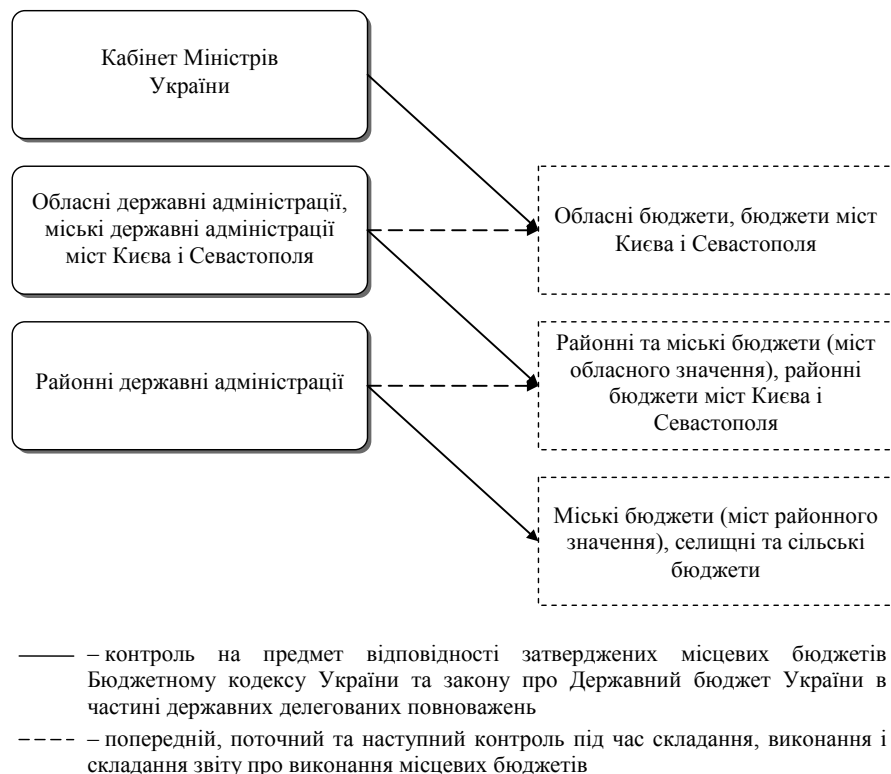 Кабінет Міністрів
України
Обласні державні адміністрації,
міські державні адміністрації
міст Києва і Севастополя
Обласні бюджети, бюджети міст
Києва і Севастополя
Районні державні адміністрації
Районні та міські бюджети (міст
обласного значення), районні
бюджети міст Києва і
Севастополя
Міські бюджети (міст районного
значення), селищні та сільські
бюджети
– контроль на предмет відповідності затверджених місцевих бюджетів
Бюджетному кодексу України та закону про Державний бюджет України в
частині державних делегованих повноважень
– попередній, поточний та наступний контроль під час складання, виконання і
складання звіту про виконання місцевих бюджетів